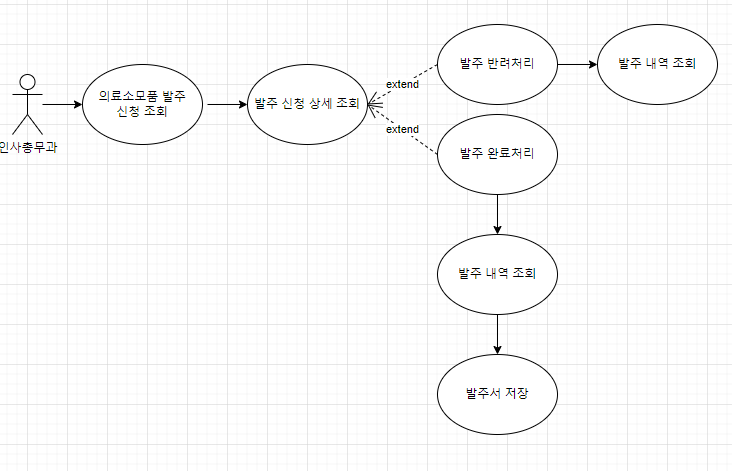 인사총무과
의료소모품 발주
신청 조회
발주 신청 상세 조회
extend
extend
발주 반려처리
발주 내역 조회
발주 완료처리
발주 내역 조회
발주서 저장